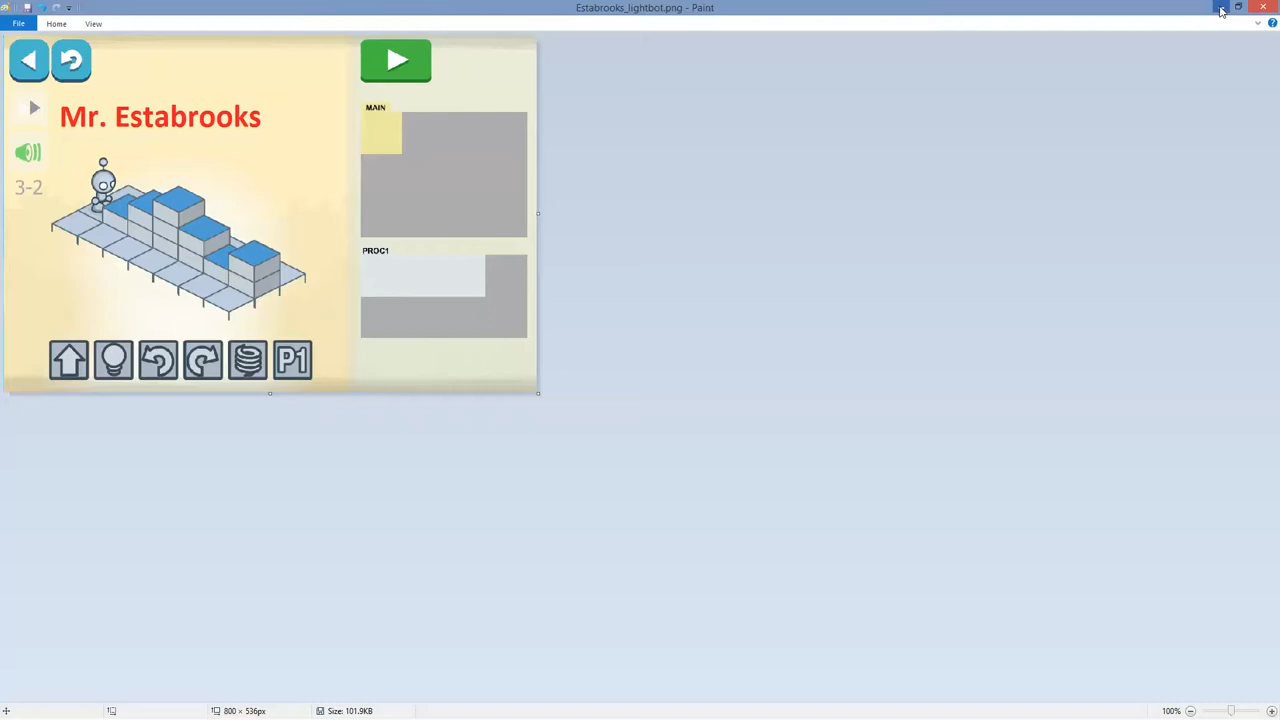 Estabrooks_lightbot.png - Paint
File Home View
Mr. Estabrooks
3-2
MAIN
PROC1
P1
800 × 536px
Size: 101.9KB
100%